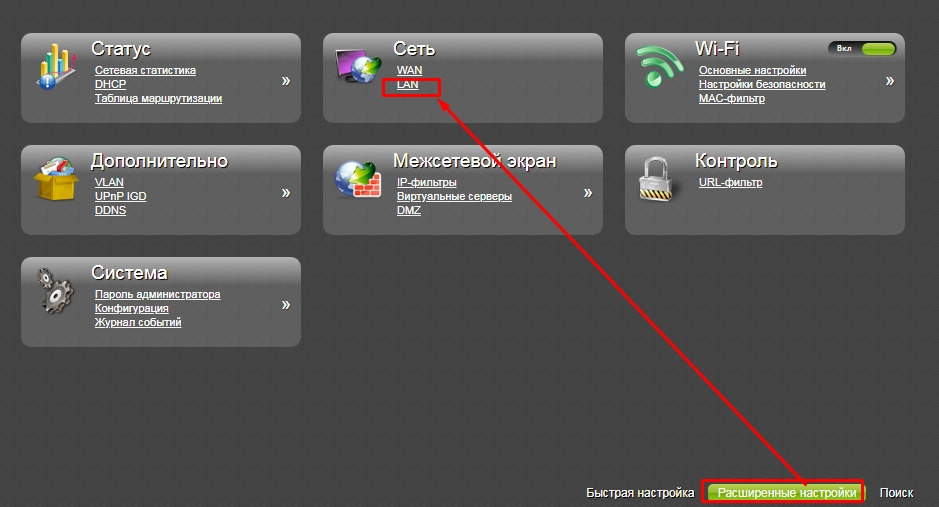 Статус
Сетевая статистика
DHCP
Таблица маршрутизации
»
Сеть
WAN
LAN
Wi-Fi
Вкл
Основные настройки
Настройки безопасности
MAC-фильтр
»
Дополнительно
VLAN
UPnP IGD
DDNS
»
Межсетевой экран
IP-фильтры
Виртуальные серверы
DMZ
»
Контроль
URL-фильтр
Система
Пароль администратора
Конфигурация
Журнал событий
»
Быстрая настройка
Расширенные настройки
Поиск